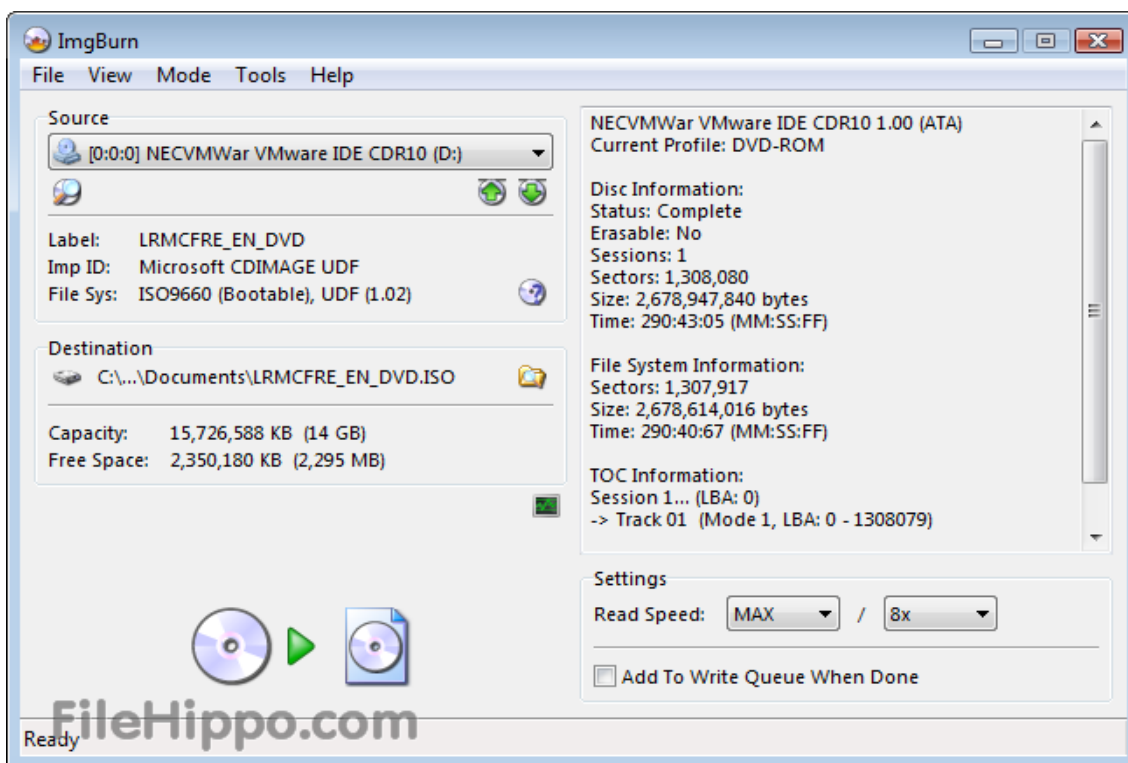 ImgBurn
File View Mode Tools Help
Source
[0:0:0] NECVMWar VMware IDE CDR10 (D:)
Label: LRMCFRE_EN_DVD
Imp ID: Microsoft CDIMAGE UDF
File Sys: ISO9660 (Bootable), UDF (1.02)
Destination
C:\...\Documents\LRMCFRE_EN_DVD.ISO
Capacity: 15,726,588 KB (14 GB)
Free Space: 2,350,180 KB (2,295 MB)
NECVMWar VMware IDE CDR10 1.00 (ATA)
Current Profile: DVD-ROM
Disc Information:
Status: Complete
Erasable: No
Sessions: 1
Sectors: 1,308,080
Size: 2,678,947,840 bytes
Time: 290:43:05 (MM:SS:FF)
File System Information:
Sectors: 1,307,917
Size: 2,678,614,016 bytes
Time: 290:40:67 (MM:SS:FF)
TOC Information:
Session 1... (LBA: 0)
-> Track 01 (Mode 1, LBA: 0 - 1308079)
Settings
Read Speed: MAX / 8x
Add To Write Queue When Done
FileHippo.com
Ready